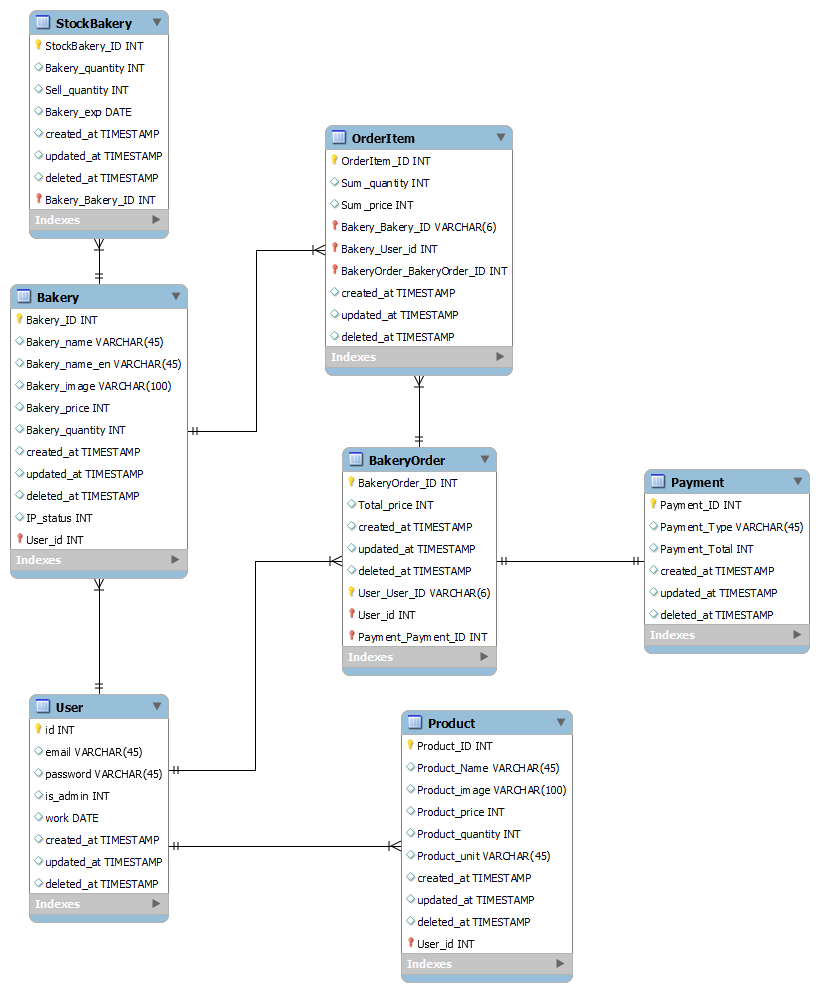 StockBakery
StockBakery_ID INT
Bakery_quantity INT
Sell_quantity INT
Bakery_exp DATE
created_at TIMESTAMP
updated_at TIMESTAMP
deleted_at TIMESTAMP
Bakery_Bakery_ID INT
Indexes
OrderItem
OrderItem_ID INT
Sum_quantity INT
Sum_price INT
Bakery_Bakery_ID VARCHAR(6)
Bakery_User_id INT
BakeryOrder_BakeryOrder_ID INT
created_at TIMESTAMP
updated_at TIMESTAMP
deleted_at TIMESTAMP
Indexes
Bakery
Bakery_ID INT
Bakery_name VARCHAR(45)
Bakery_name_en VARCHAR(45)
Bakery_image VARCHAR(100)
Bakery_price INT
Bakery_quantity INT
created_at TIMESTAMP
updated_at TIMESTAMP
deleted_at TIMESTAMP
IP_status INT
User_id INT
Indexes
BakeryOrder
BakeryOrder_ID INT
Total_price INT
created_at TIMESTAMP
updated_at TIMESTAMP
deleted_at TIMESTAMP
User_User_ID VARCHAR(6)
User_id INT
Payment_Payment_ID INT
Indexes
Payment
Payment_ID INT
Payment_Type VARCHAR(45)
Payment_Total INT
created_at TIMESTAMP
updated_at TIMESTAMP
deleted_at TIMESTAMP
Indexes
User
id INT
email VARCHAR(45)
password VARCHAR(45)
is_admin INT
work DATE
created_at TIMESTAMP
updated_at TIMESTAMP
deleted_at TIMESTAMP
Indexes
Product
Product_ID INT
Product_Name VARCHAR(45)
Product_image VARCHAR(100)
Product_price INT
Product_quantity INT
Product_unit VARCHAR(45)
created_at TIMESTAMP
updated_at TIMESTAMP
deleted_at TIMESTAMP
User_id INT
Indexes